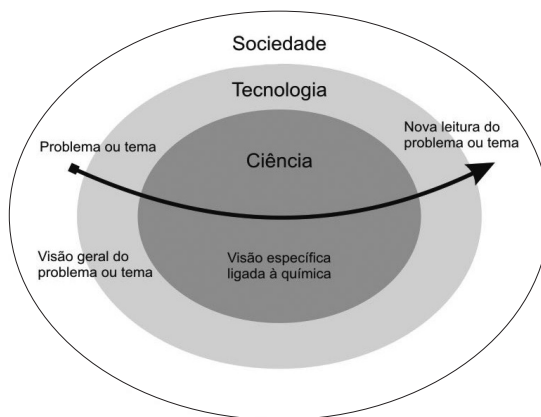 Sociedade
Tecnologia
Ciência
Problema ou tema
Nova leitura do
problema ou tema
Visão geral do
problema ou tema
Visão específica
ligada à química